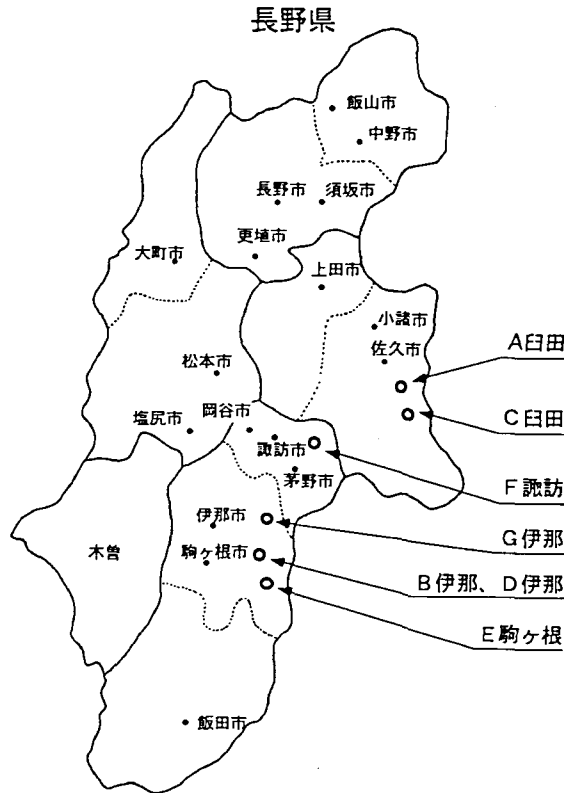 長野県
飯山市
中野市
長野市
須坂市
更埴市
大町市
上田市
小諸市
佐久市
A臼田
松本市
C臼田
塩尻市
岡谷市
諏訪市
茅野市
F諏訪
伊那市
G伊那
木曽
駒ヶ根市
B伊那、D伊那
E駒ヶ根
飯田市